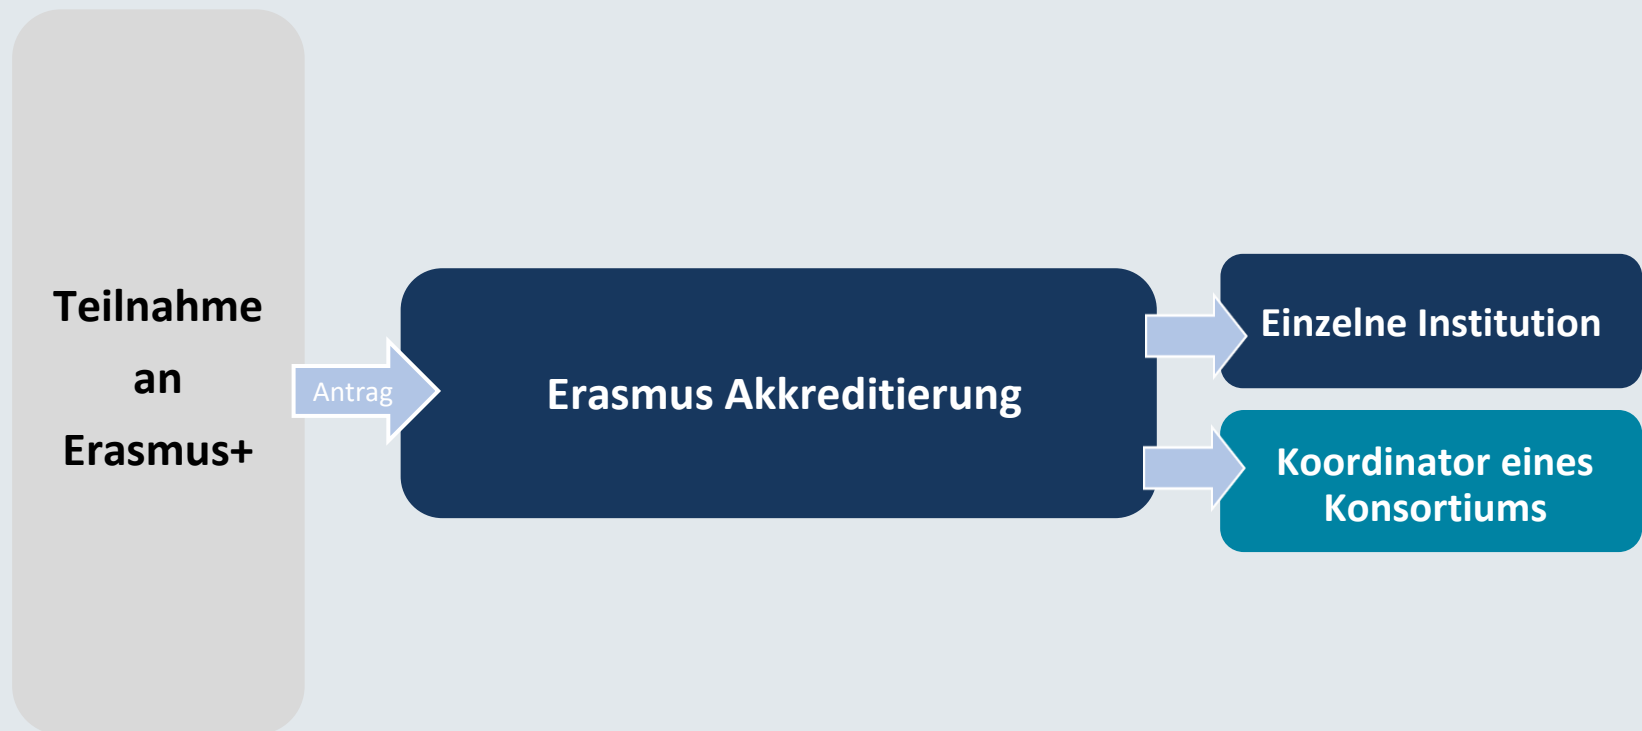 Teilnahme
an
Erasmus+
Antrag
Erasmus Akkreditierung
Einzelne Institution
Koordinator eines
Konsortiums